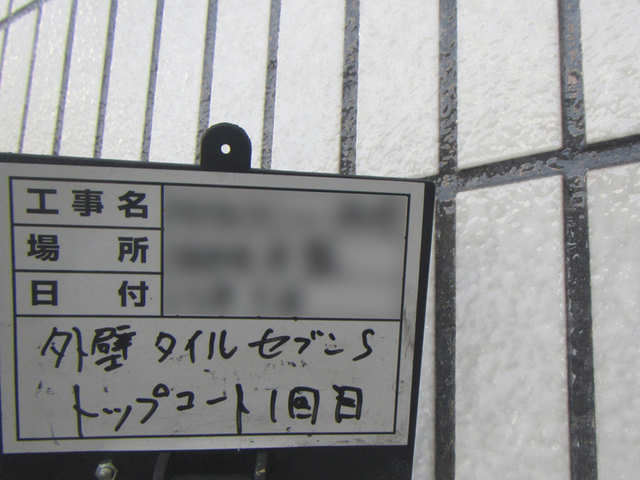 工事名
場所
日付
外壁 タイルセブンS
トップコート1回目